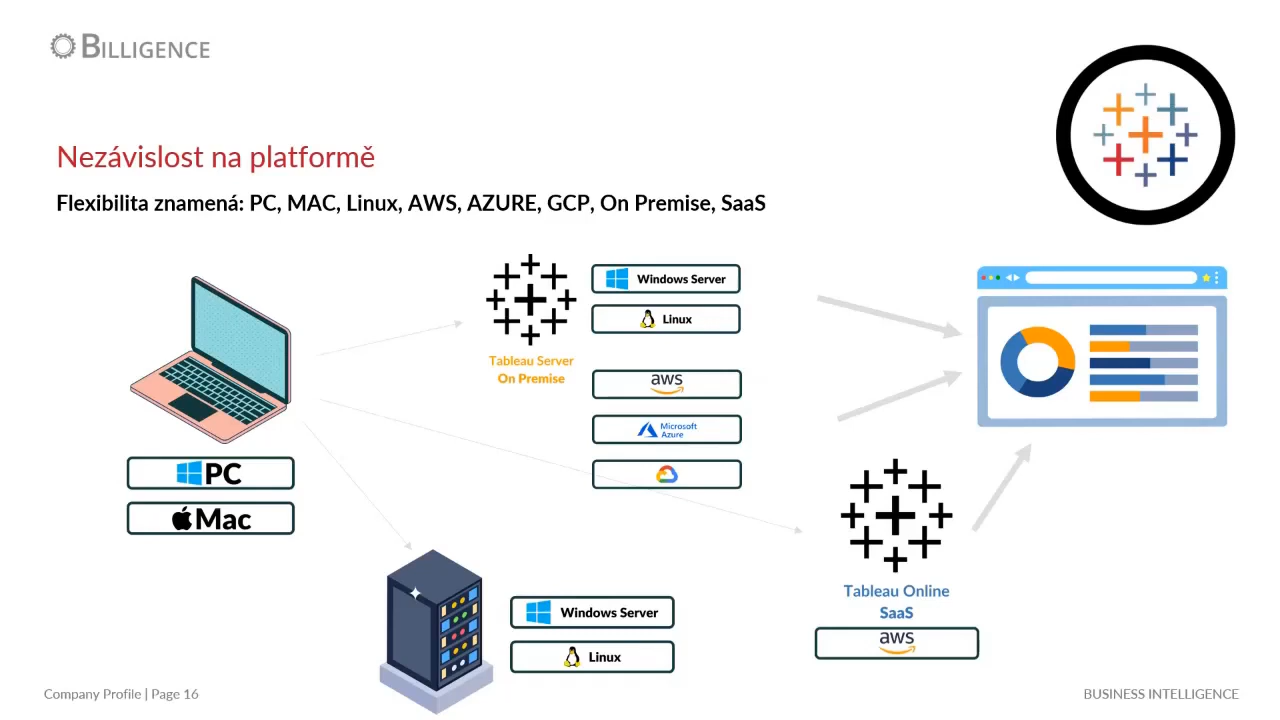 BILLIGENCE
Nezávislost na platformě
Flexibilita znamená: PC, MAC, Linux, AWS, AZURE, GCP, On Premise, SaaS
PC
Mac
Tableau Server
On Premise
Windows Server
Linux
aws
Microsoft
Azure
Windows Server
Linux
Tableau Online
SaaS
aws
Company Profile | Page 16
BUSINESS INTELLIGENCE